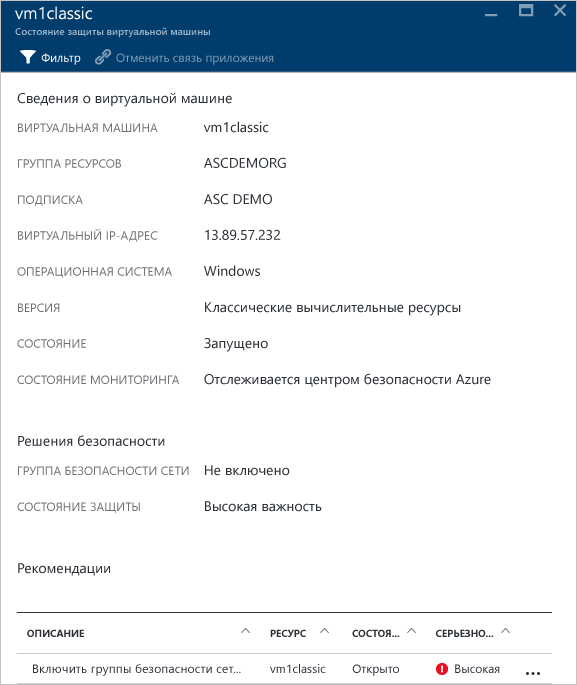 vm1classic
Состояние защиты виртуальной машины
Фильтр Отменить связь приложения
Сведения о виртуальной машине
ВИРТУАЛЬНАЯ МАШИНА vm1classic
ГРУППА РЕСУРСОВ ASCDEMORG
ПОДПИСКА ASC DEMO
ВИРТУАЛЬНЫЙ IP-АДРЕС 13.89.57.232
ОПЕРАЦИОННАЯ СИСТЕМА Windows
ВЕРСИЯ Классические вычислительные ресурсы
СОСТОЯНИЕ Запущено
СОСТОЯНИЕ МОНИТОРИНГА Отслеживается центром безопасности Azure
Решения безопасности
ГРУППА БЕЗОПАСНОСТИ СЕТИ Не включено
СОСТОЯНИЕ ЗАЩИТЫ Высокая важность
Рекомендации
ОПИСАНИЕ РЕСУРС СОСТОЯ... СЕРЬЕЗНО...
Включить группы безопасности сет... vm1classic Открыто Высокая ...